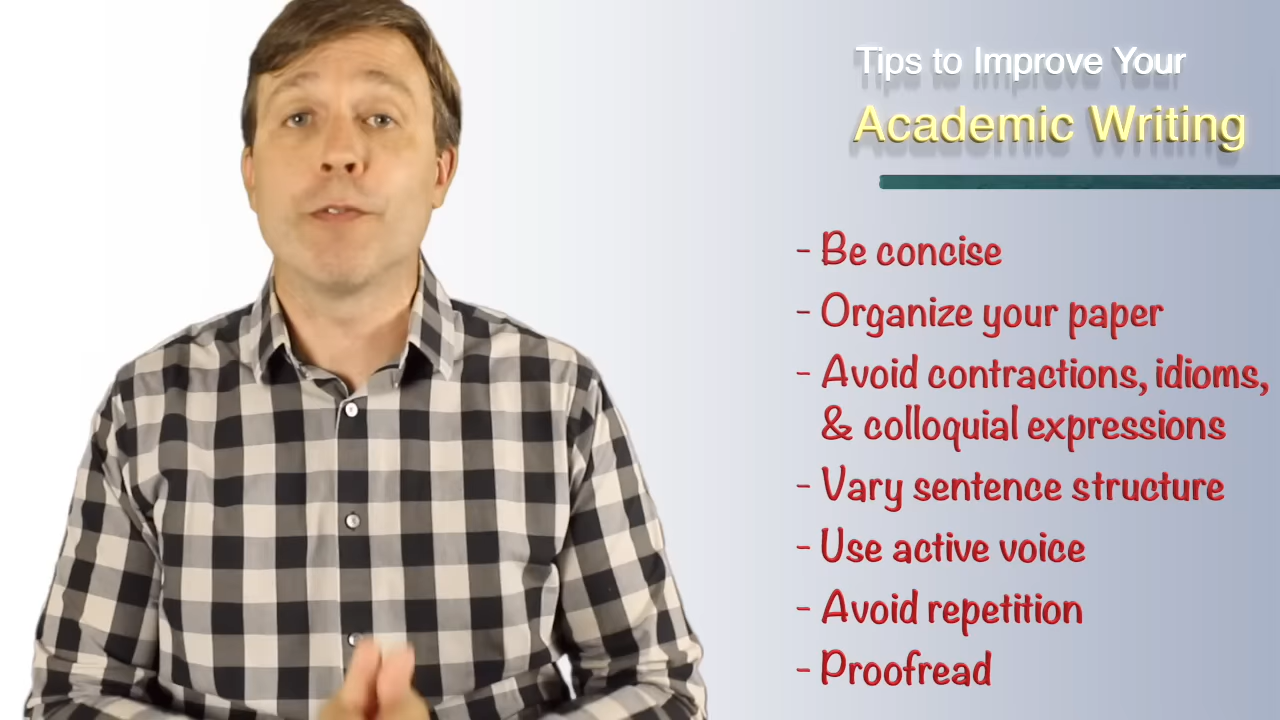 Tips to Improve Your
Academic Writing
- Be concise
- Organize your paper
- Avoid contractions, idioms,
& colloquial expressions
- Vary sentence structure
- Use active voice
- Avoid repetition
- Proofread